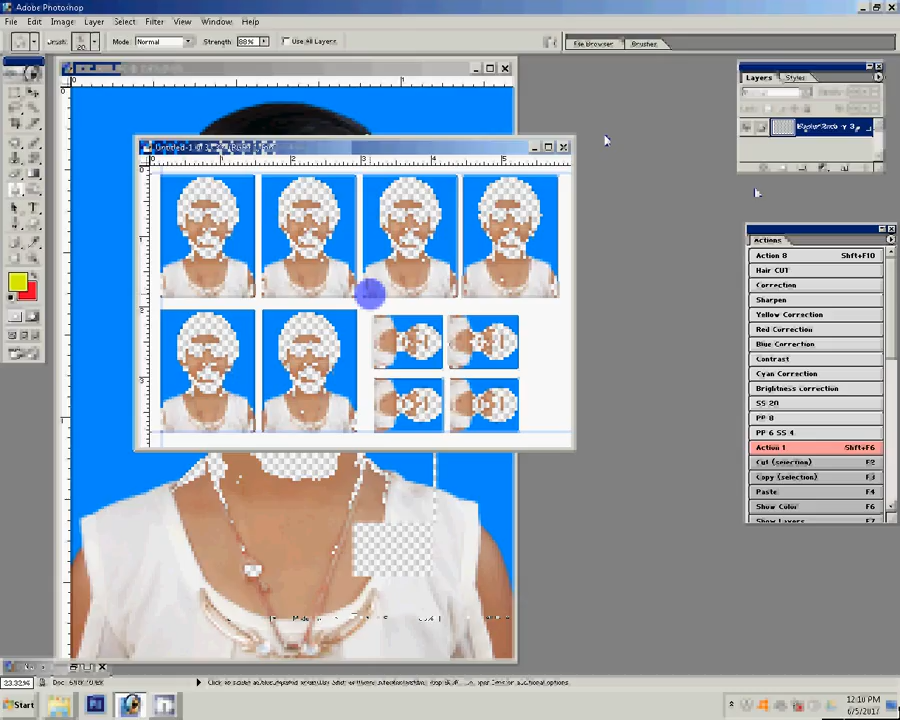 Adobe Photoshop
File Edit Image Layer Select Filter View Window Help
Brush: 20 Mode: Normal Strength: 88% Use All Layers
File Browser Brushes
Layers Styles
Actions
Action 8 Shft+F10
Hair CUT
Correction
Sharpen
Yellow Correction
Red Correction
Blue Correction
Contrast
Cyan Correction
Brightness correction
SS 20
PP 8
PP 6 SS 4
Action 1 Shft+F6
Cut (selection) F2
Copy (selection) F3
Paste F4
Show Color F6
Show Layers F7
Start
12:10 PM
6/5/2017